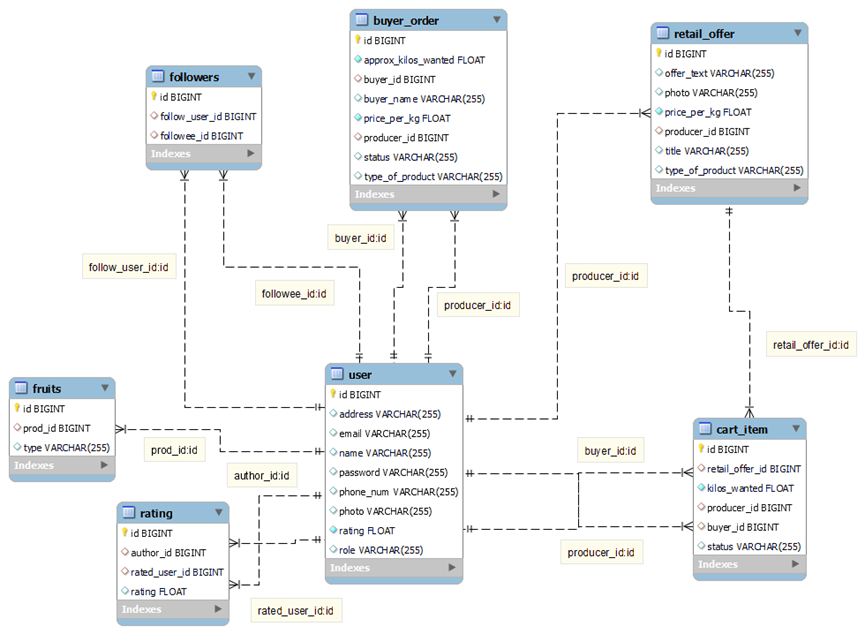 buyer_order
id BIGINT
approx_kilos_wanted FLOAT
buyer_id BIGINT
buyer_name VARCHAR(255)
price_per_kg FLOAT
producer_id BIGINT
status VARCHAR(255)
type_of_product VARCHAR(255)
Indexes
retail_offer
id BIGINT
offer_text VARCHAR(255)
photo VARCHAR(255)
price_per_kg FLOAT
producer_id BIGINT
title VARCHAR(255)
type_of_product VARCHAR(255)
Indexes
followers
id BIGINT
follow_user_id BIGINT
followee_id BIGINT
Indexes
buyer_id:id
follow_user_id:id
followee_id:id
producer_id:id
producer_id:id
retail_offer_id:id
user
id BIGINT
address VARCHAR(255)
email VARCHAR(255)
name VARCHAR(255)
password VARCHAR(255)
phone_num VARCHAR(255)
photo VARCHAR(255)
rating FLOAT
role VARCHAR(255)
Indexes
fruits
id BIGINT
prod_id BIGINT
type VARCHAR(255)
Indexes
prod_id:id
author_id:id
buyer_id:id
producer_id:id
cart_item
id BIGINT
retail_offer_id BIGINT
kilos_wanted FLOAT
producer_id BIGINT
buyer_id BIGINT
status VARCHAR(255)
Indexes
rating
id BIGINT
author_id BIGINT
rated_user_id BIGINT
rating FLOAT
Indexes
rated_user_id:id